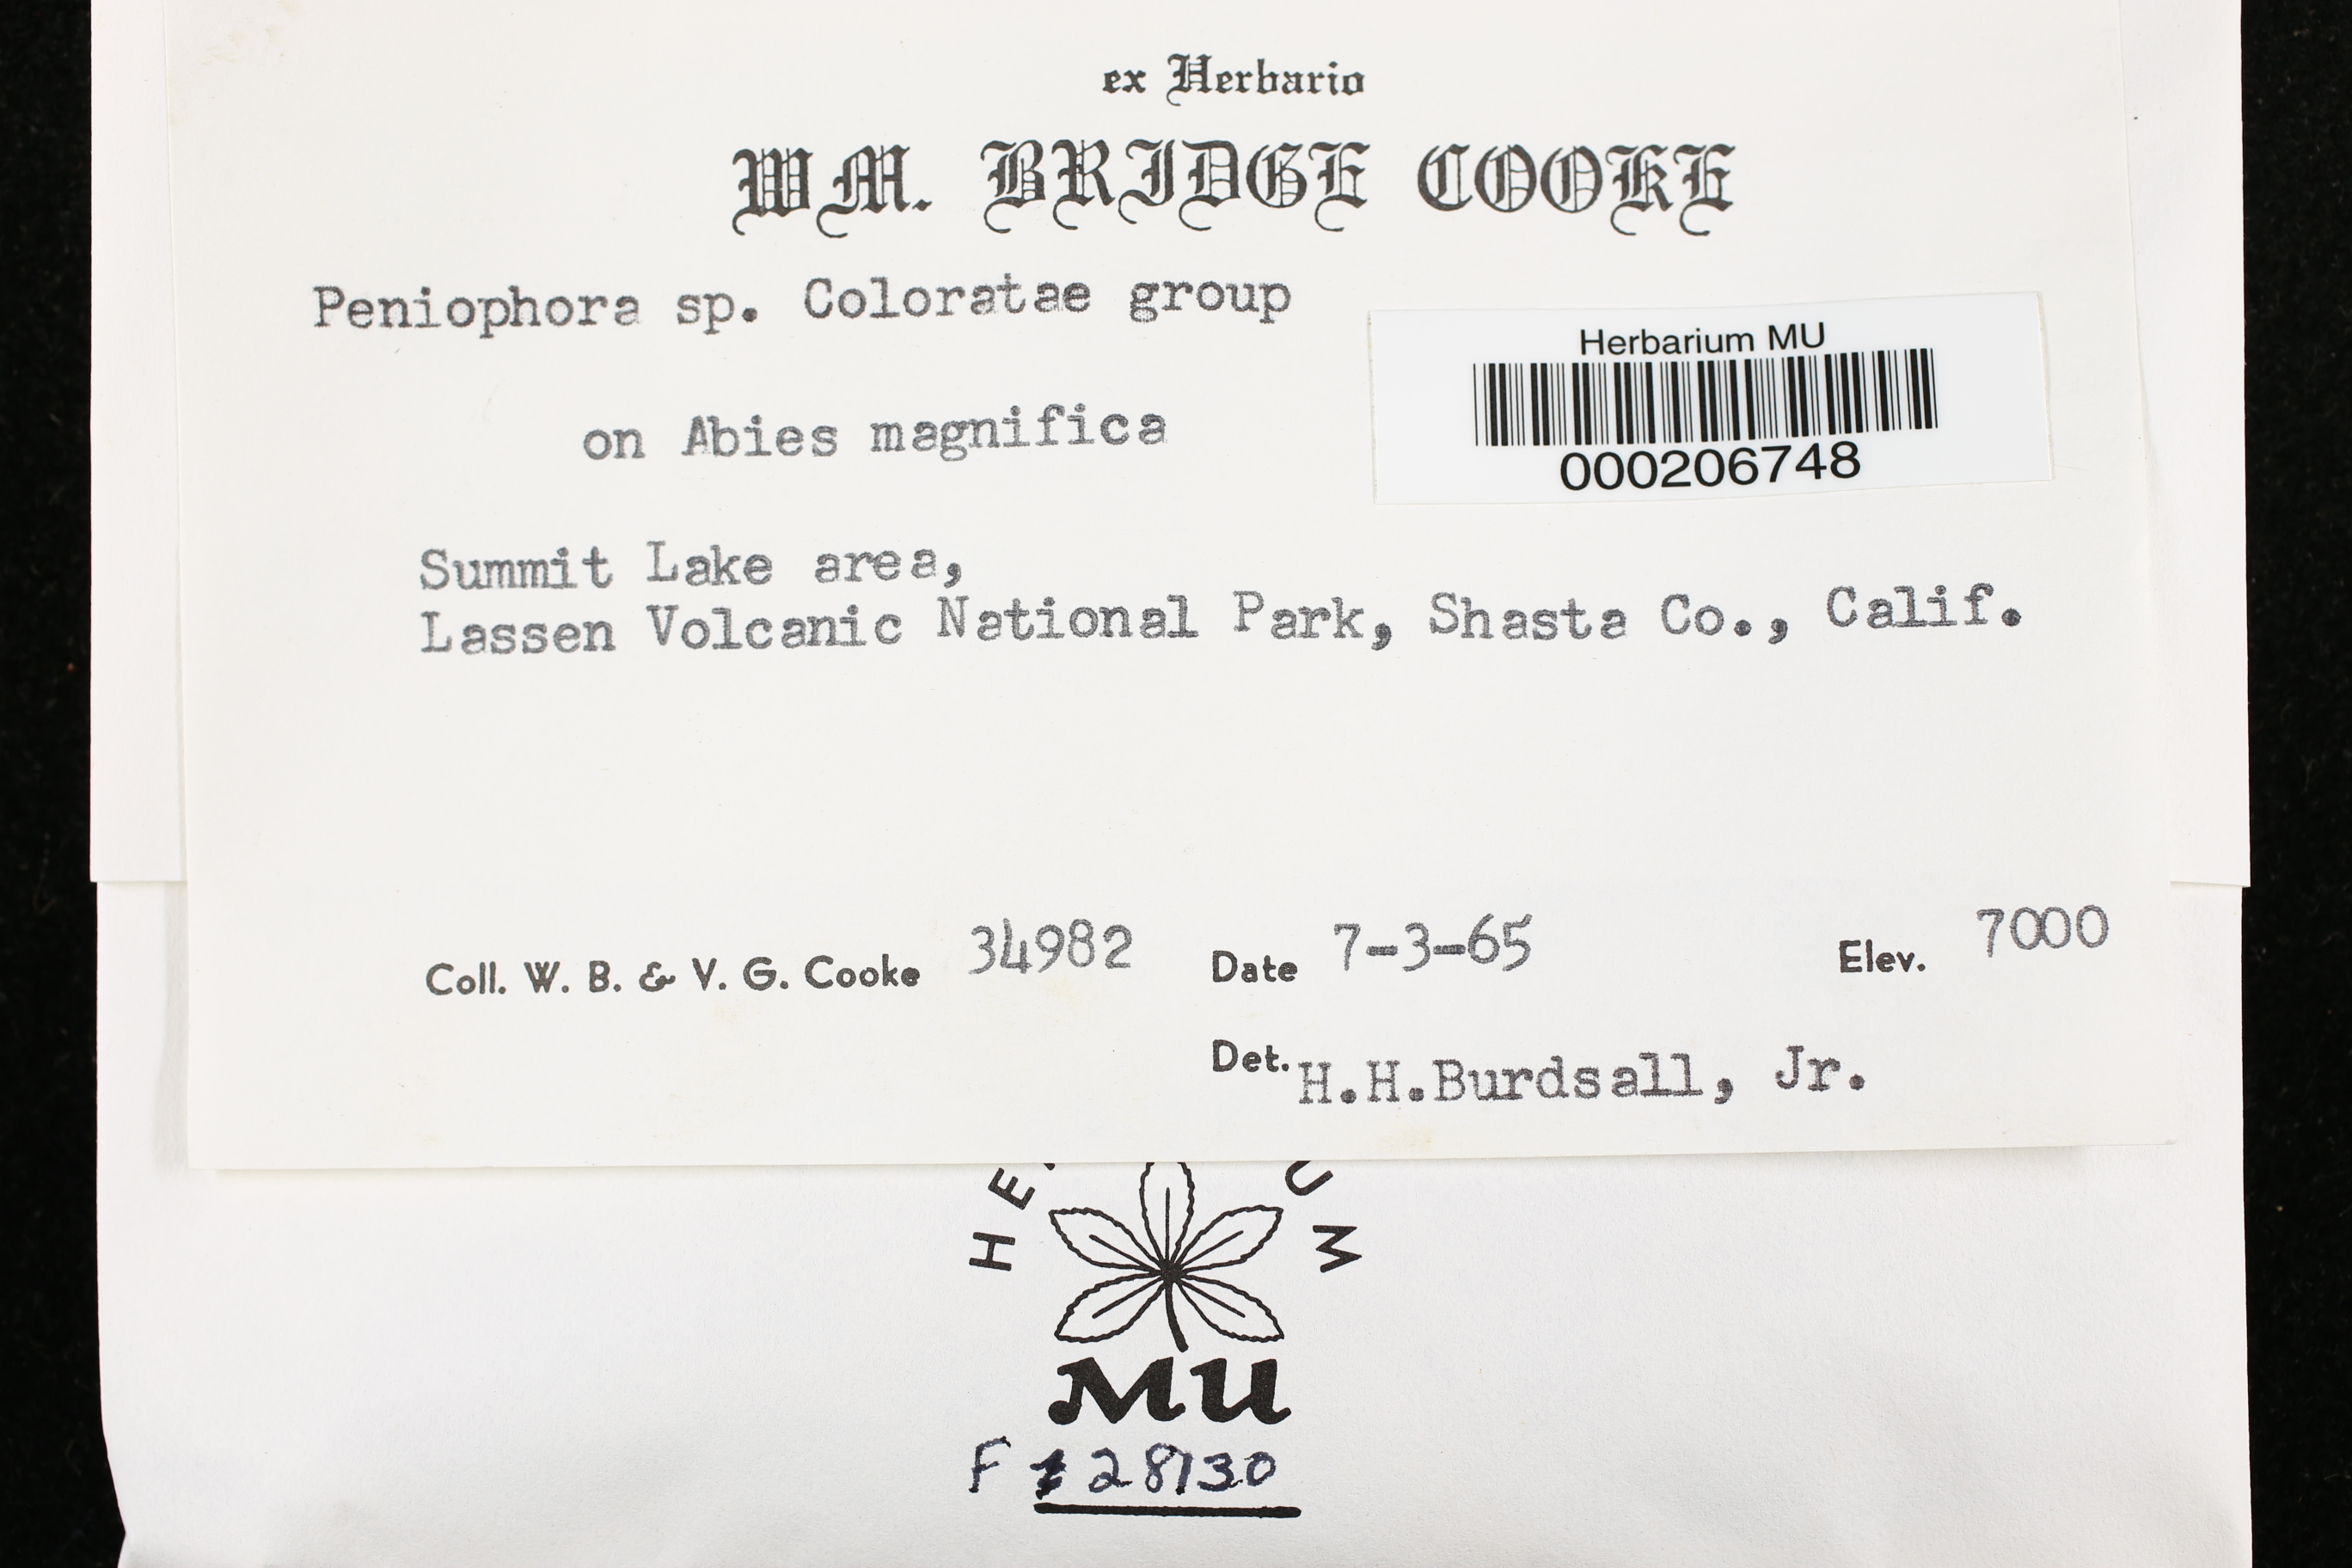 ex Herbario
WM. BRIDGE COOKE
Peniophora sp. Coloratae group
Herbarium MU
000206748
on Abies magnifica
Summit Lake area,
Lassen Volcanic National Park, Shasta Co., Calif.
Coll. W. B. & V. G. Cooke 34982 Date 7-3-65 Elev. 7000
Det. H.H.Burdsall, Jr.
MU
F 28130